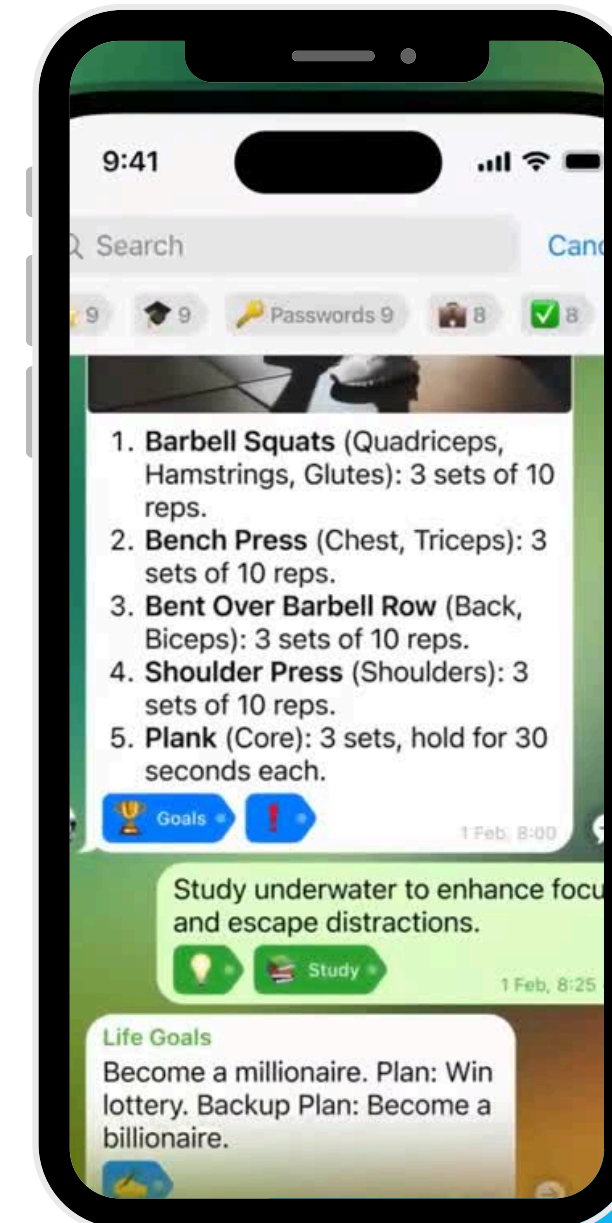 9:41
Search
Canc
9
9
Passwords 9
8
8
1. Barbell Squats (Quadriceps,
Hamstrings, Glutes): 3 sets of 10
reps.
2. Bench Press (Chest, Triceps): 3
sets of 10 reps.
3. Bent Over Barbell Row (Back,
Biceps): 3 sets of 10 reps.
4. Shoulder Press (Shoulders): 3
sets of 10 reps.
5. Plank (Core): 3 sets, hold for 30
seconds each.
Goals
1 Feb, 8:00
Study underwater to enhance focu
and escape distractions.
Study
1 Feb, 8:25
Life Goals
Become a millionaire. Plan: Win
lottery. Backup Plan: Become a
billionaire.